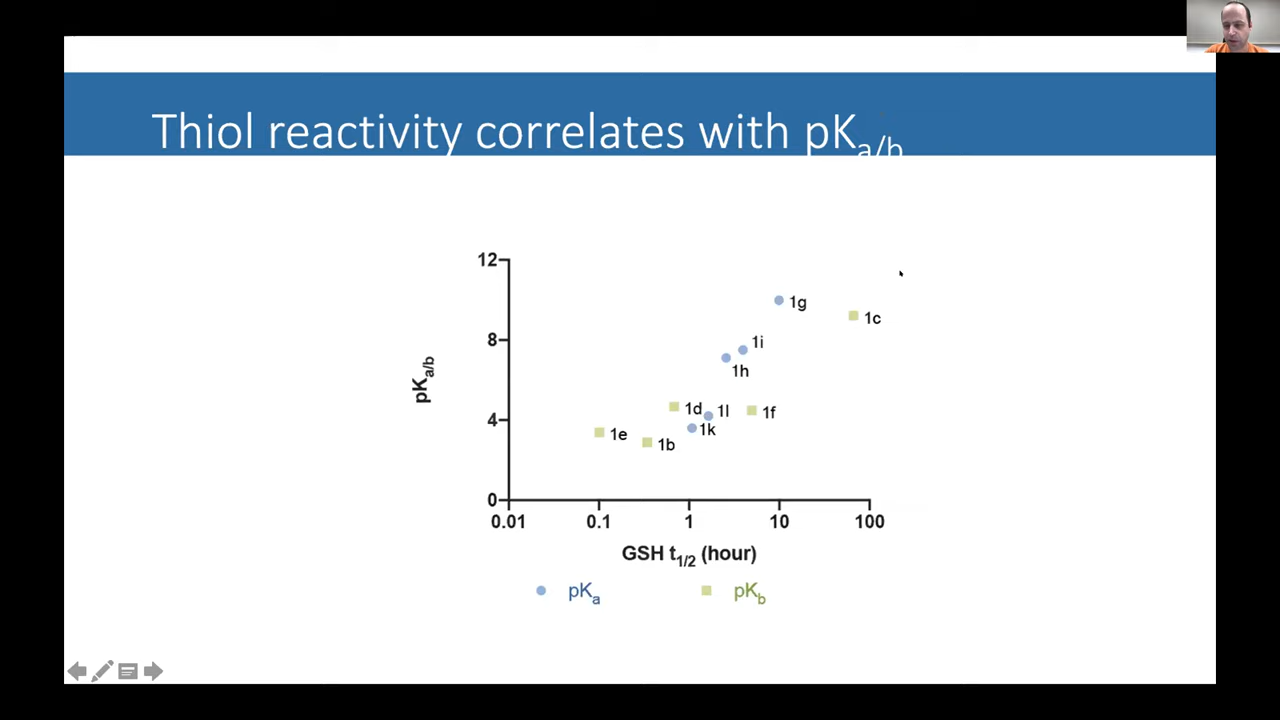 Thiol reactivity correlates with pKa/b
12
1g
1c
8
1i
1h
pKa/b
4
1d
1l
1f
1e
1b
1k
0
0.01
0.1
1
10
100
GSH t1/2 (hour)
pKa
pKb